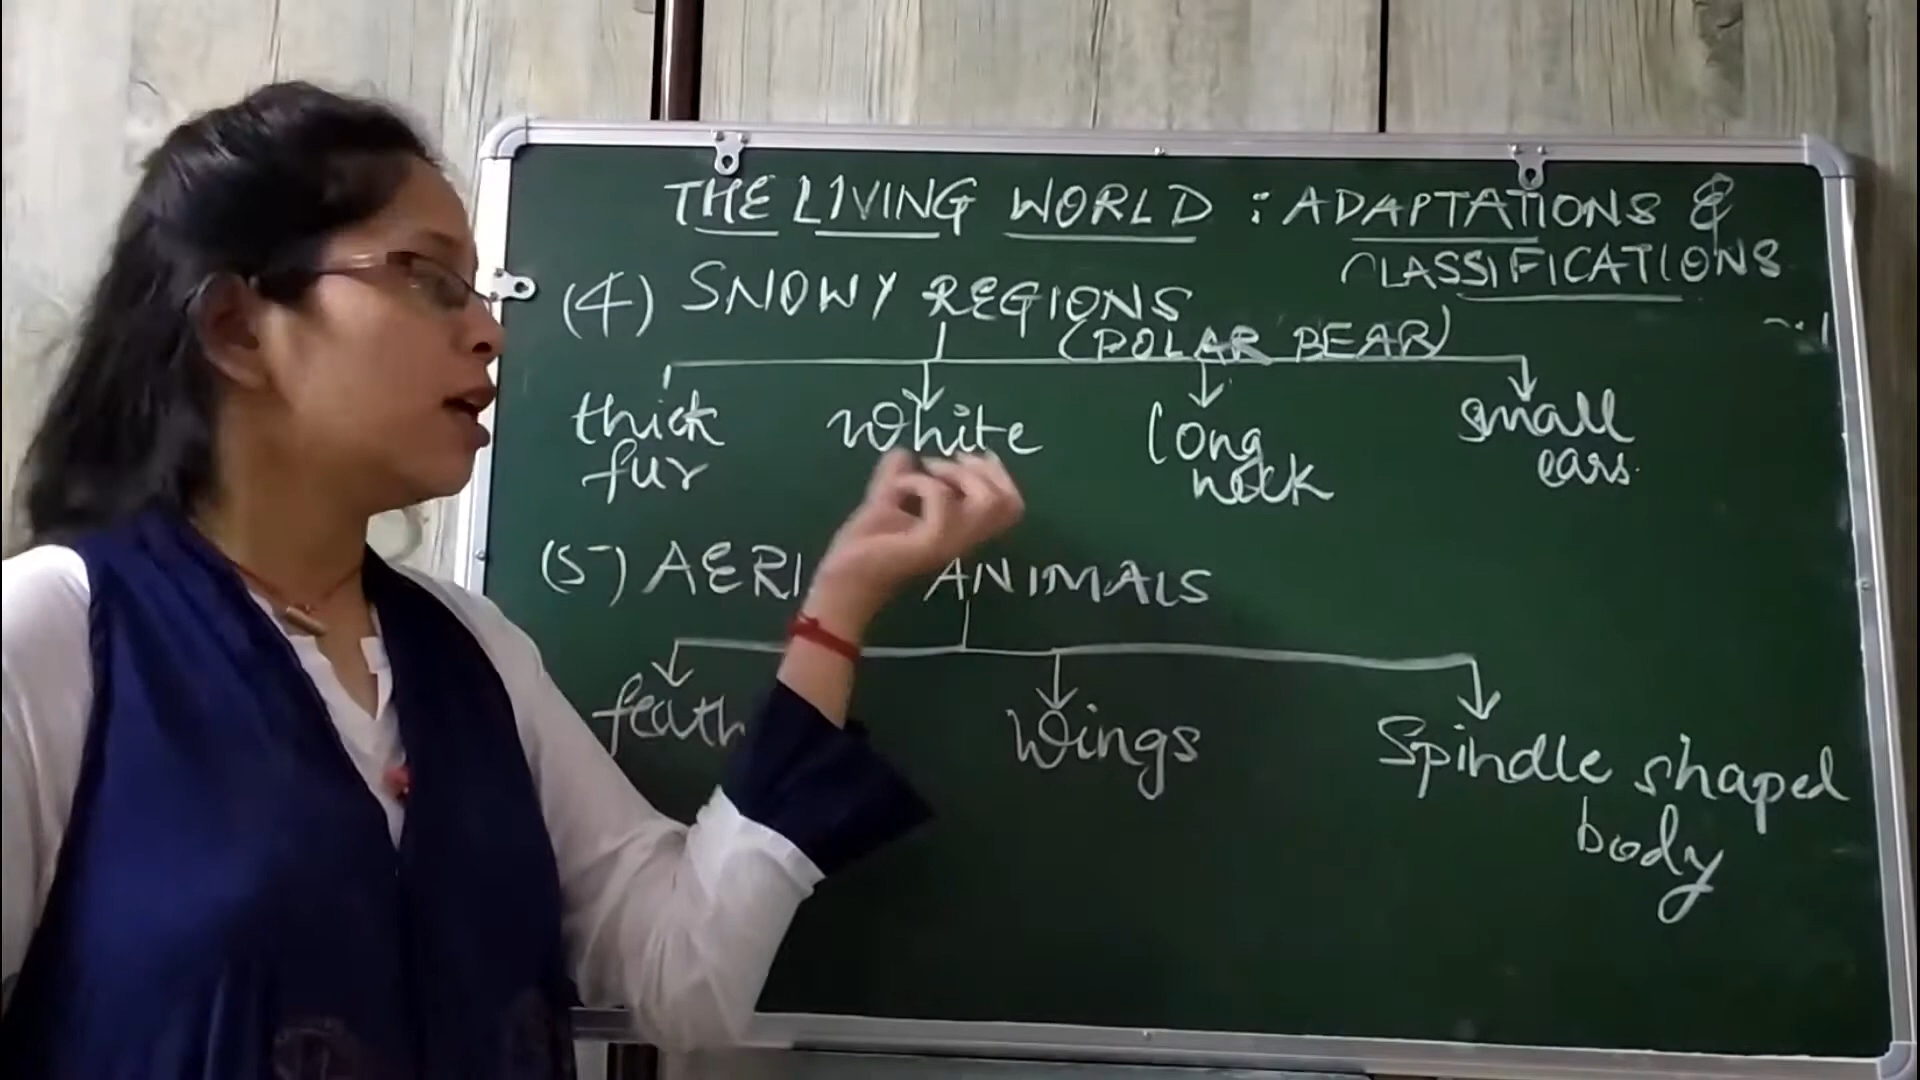 THE LIVING WORLD : ADAPTATIONS &
CLASSIFICATIONS
(4) SNOWY REGIONS
(POLAR BEAR)
thick
fur
white
long
neck
small
ears.
(5) AERI ANIMALS
feath
Wings
Spindle shaped
body